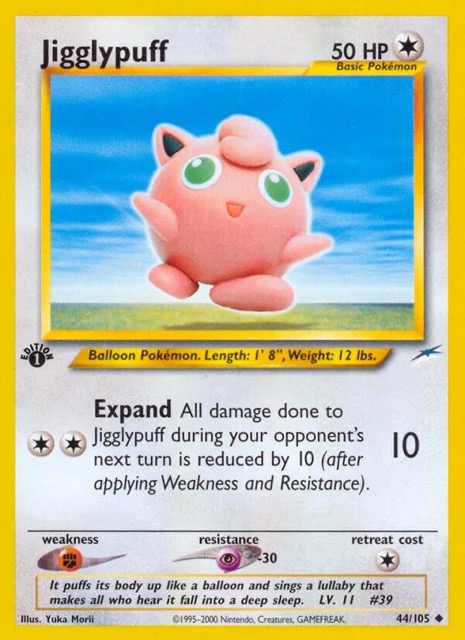 Jigglypuff
50 HP
Basic Pokémon
EDITION
1
Balloon Pokémon. Length: 1' 8", Weight: 12 lbs.
Expand All damage done to
Jigglypuff during your opponent's
next turn is reduced by 10 (after
applying Weakness and Resistance).
10
weakness
resistance
retreat cost
-30
It puffs its body up like a balloon and sings a lullaby that
makes all who hear it fall into a deep sleep. LV. 11 #39
Illus. Yuka Morii
©1995-2000 Nintendo, Creatures, GAMEFREAK.
44/105